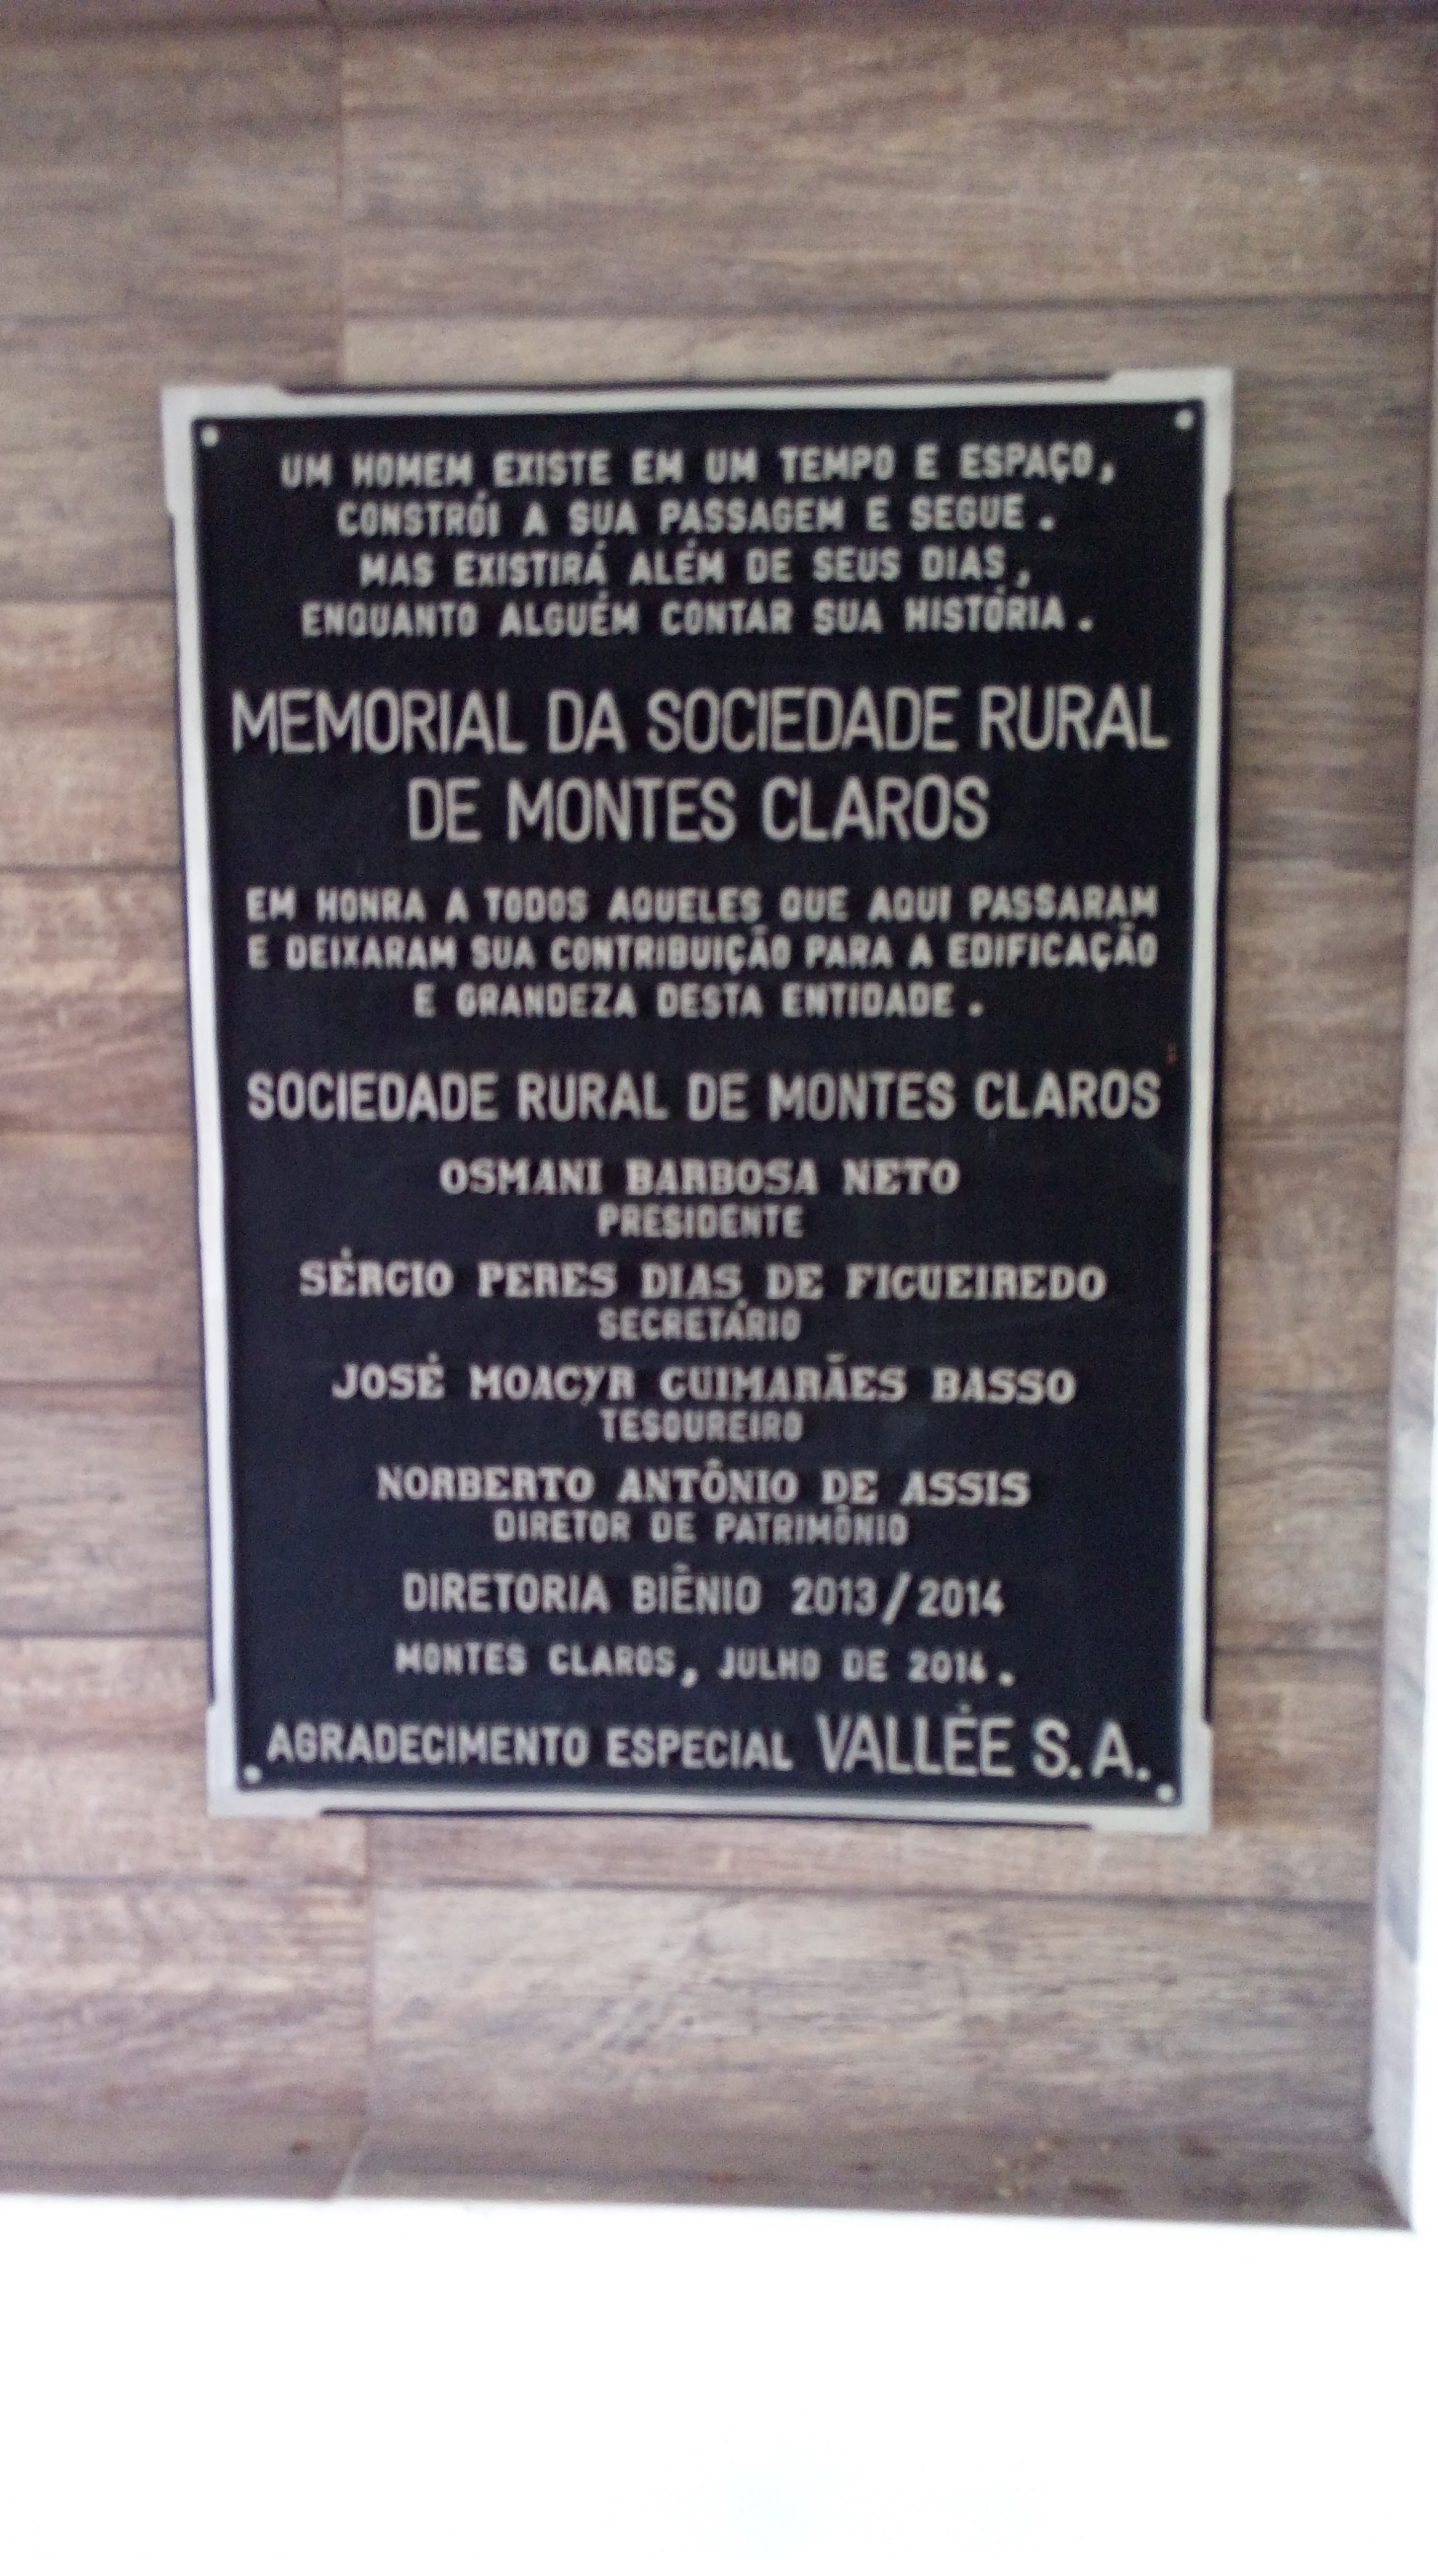 UM HOMEM EXISTE EM UM TEMPO E ESPAÇO,
CONSTRÓI A SUA PASSAGEM E SEGUE.
MAS EXISTIRÁ ALÉM DE SEUS DIAS,
ENQUANTO ALGUÉM CONTAR SUA HISTÓRIA.
MEMORIAL DA SOCIEDADE RURAL
DE MONTES CLAROS
EM HONRA A TODOS AQUELES QUE AQUI PASSARAM
E DEIXARAM SUA CONTRIBUIÇÃO PARA A EDIFICAÇÃO
E GRANDEZA DESTA ENTIDADE.
SOCIEDADE RURAL DE MONTES CLAROS
OSMANI BARBOSA NETO
PRESIDENTE
SÉRGIO PERES DIAS DE FIGUEIREDO
SECRETÁRIO
JOSÉ MOACYR GUIMARÃES BASSO
TESOUREIRO
NORBERTO ANTÔNIO DE ASSIS
DIRETOR DE PATRIMÔNIO
DIRETORIA BIÊNIO 2013/2014
MONTES CLAROS, JULHO DE 2014.
AGRADECIMENTO ESPECIAL VALLÉE S.A.